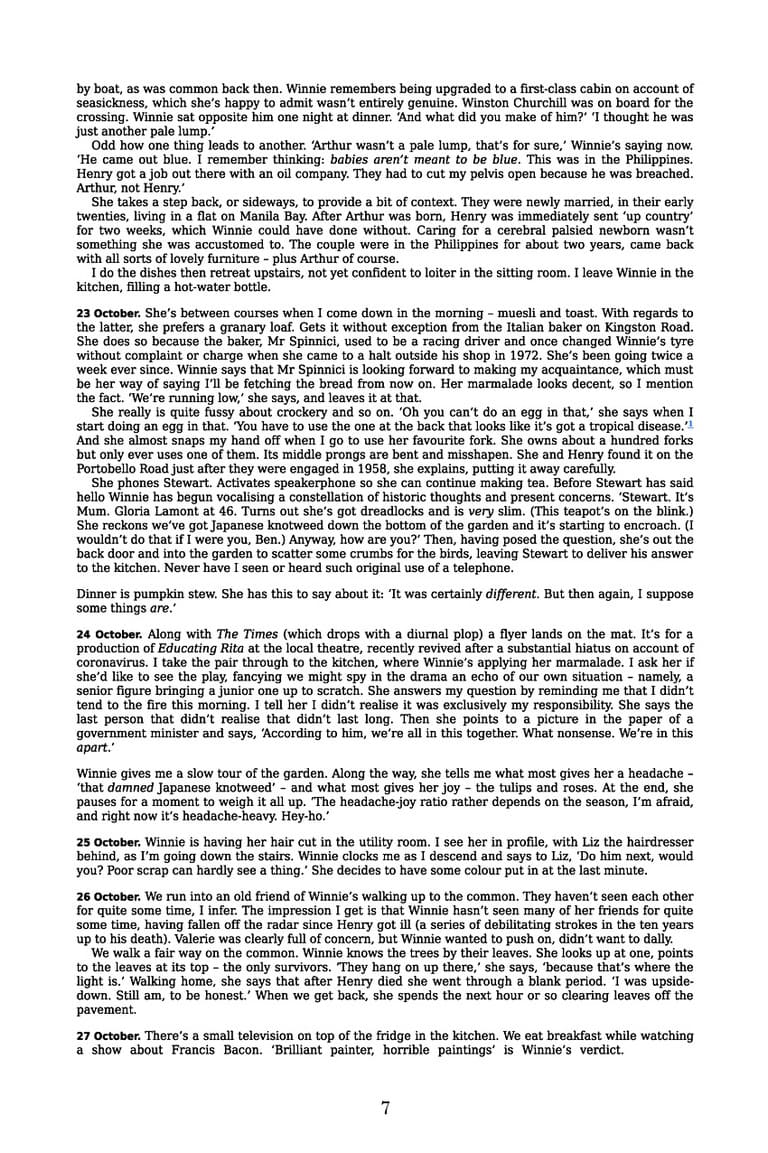 by boat, as was common back then. Winnie remembers being upgraded to a first-class cabin on account of
seasickness, which she's happy to admit wasn't entirely genuine. Winston Churchill was on board for the
crossing. Winnie sat opposite him one night at dinner. 'And what did you make of him?' 'I thought he was
just another pale lump.'
Odd how one thing leads to another. 'Arthur wasn't a pale lump, that's for sure,' Winnie's saying now.
'He came out blue. I remember thinking: babies aren't meant to be blue. This was in the Philippines.
Henry got a job out there with an oil company. They had to cut my pelvis open because he was breached.
Arthur, not Henry.'
She takes a step back, or sideways, to provide a bit of context. They were newly married, in their early
twenties, living in a flat on Manila Bay. After Arthur was born, Henry was immediately sent 'up country'
for two weeks, which Winnie could have done without. Caring for a cerebral palsied newborn wasn't
something she was accustomed to. The couple were in the Philippines for about two years, came back
with all sorts of lovely furniture – plus Arthur of course.
I do the dishes then retreat upstairs, not yet confident to loiter in the sitting room. I leave Winnie in the
kitchen, filling a hot-water bottle.
23 October. She's between courses when I come down in the morning – muesli and toast. With regards to
the latter, she prefers a granary loaf. Gets it without exception from the Italian baker on Kingston Road.
She does so because the baker, Mr Spinnici, used to be a racing driver and once changed Winnie's tyre
without complaint or charge when she came to a halt outside his shop in 1972. She's been going twice a
week ever since. Winnie says that Mr Spinnici is looking forward to making my acquaintance, which must
be her way of saying I'll be fetching the bread from now on. Her marmalade looks decent, so I mention
the fact. 'We're running low,' she says, and leaves it at that.
She really is quite fussy about crockery and so on. 'Oh you can't do an egg in that,' she says when I
start doing an egg in that. 'You have to use the one at the back that looks like it's got a tropical disease.'1
And she almost snaps my hand off when I go to use her favourite fork. She owns about a hundred forks
but only ever uses one of them. Its middle prongs are bent and misshapen. She and Henry found it on the
Portobello Road just after they were engaged in 1958, she explains, putting it away carefully.
She phones Stewart. Activates speakerphone so she can continue making tea. Before Stewart has said
hello Winnie has begun vocalising a constellation of historic thoughts and present concerns. 'Stewart. It's
Mum. Gloria Lamont at 46. Turns out she's got dreadlocks and is very slim. (This teapot's on the blink.)
She reckons we've got Japanese knotweed down the bottom of the garden and it's starting to encroach. (I
wouldn't do that if I were you, Ben.) Anyway, how are you?' Then, having posed the question, she's out the
back door and into the garden to scatter some crumbs for the birds, leaving Stewart to deliver his answer
to the kitchen. Never have I seen or heard such original use of a telephone.
Dinner is pumpkin stew. She has this to say about it: 'It was certainly different. But then again, I suppose
some things are.'
24 October. Along with The Times (which drops with a diurnal plop) a flyer lands on the mat. It's for a
production of Educating Rita at the local theatre, recently revived after a substantial hiatus on account of
coronavirus. I take the pair through to the kitchen, where Winnie's applying her marmalade. I ask her if
she'd like to see the play, fancying we might spy in the drama an echo of our own situation – namely, a
senior figure bringing a junior one up to scratch. She answers my question by reminding me that I didn't
tend to the fire this morning. I tell her I didn't realise it was exclusively my responsibility. She says the
last person that didn't realise that didn't last long. Then she points to a picture in the paper of a
government minister and says, 'According to him, we're all in this together. What nonsense. We're in this
apart.'
Winnie gives me a slow tour of the garden. Along the way, she tells me what most gives her a headache –
'that damned Japanese knotweed' – and what most gives her joy – the tulips and roses. At the end, she
pauses for a moment to weigh it all up. 'The headache-joy ratio rather depends on the season, I'm afraid,
and right now it's headache-heavy. Hey-ho.'
25 October. Winnie is having her hair cut in the utility room. I see her in profile, with Liz the hairdresser
behind, as I'm going down the stairs. Winnie clocks me as I descend and says to Liz, 'Do him next, would
you? Poor scrap can hardly see a thing.' She decides to have some colour put in at the last minute.
26 October. We run into an old friend of Winnie's walking up to the common. They haven't seen each other
for quite some time, I infer. The impression I get is that Winnie hasn't seen many of her friends for quite
some time, having fallen off the radar since Henry got ill (a series of debilitating strokes in the ten years
up to his death). Valerie was clearly full of concern, but Winnie wanted to push on, didn't want to dally.
We walk a fair way on the common. Winnie knows the trees by their leaves. She looks up at one, points
to the leaves at its top – the only survivors. 'They hang on up there,' she says, 'because that's where the
light is.' Walking home, she says that after Henry died she went through a blank period. 'I was upside-
down. Still am, to be honest.' When we get back, she spends the next hour or so clearing leaves off the
pavement.
27 October. There's a small television on top of the fridge in the kitchen. We eat breakfast while watching
a show about Francis Bacon. 'Brilliant painter, horrible paintings' is Winnie's verdict.
7